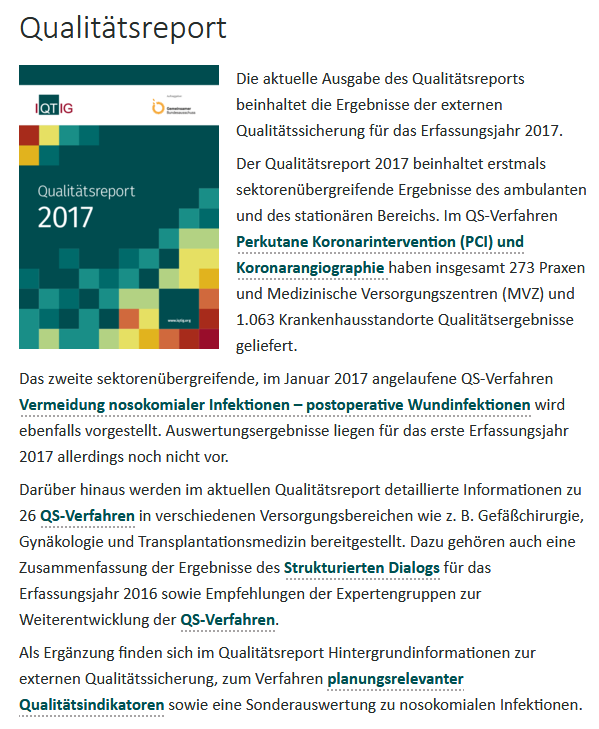 Qualitätsreport
IQTIG
Gemeinsamer
Bundesausschuss
Qualitätsreport
2017
www.iqtig.org
Die aktuelle Ausgabe des Qualitätsreports
beinhaltet die Ergebnisse der externen
Qualitätssicherung für das Erfassungsjahr 2017.
Der Qualitätsreport 2017 beinhaltet erstmals
sektorenübergreifende Ergebnisse des ambulanten
und des stationären Bereichs. Im QS-Verfahren
Perkutane Koronarintervention (PCI) und
Koronarangiographie haben insgesamt 273 Praxen
und Medizinische Versorgungszentren (MVZ) und
1.063 Krankenhausstandorte Qualitätsergebnisse
geliefert.
Das zweite sektorenübergreifende, im Januar 2017 angelaufene QS-Verfahren
Vermeidung nosokomialer Infektionen – postoperative Wundinfektionen wird
ebenfalls vorgestellt. Auswertungsergebnisse liegen für das erste Erfassungsjahr
2017 allerdings noch nicht vor.
Darüber hinaus werden im aktuellen Qualitätsreport detaillierte Informationen zu
26 QS-Verfahren in verschiedenen Versorgungsbereichen wie z. B. Gefäßchirurgie,
Gynäkologie und Transplantationsmedizin bereitgestellt. Dazu gehören auch eine
Zusammenfassung der Ergebnisse des Strukturierten Dialogs für das
Erfassungsjahr 2016 sowie Empfehlungen der Expertengruppen zur
Weiterentwicklung der QS-Verfahren.
Als Ergänzung finden sich im Qualitätsreport Hintergrundinformationen zur
externen Qualitätssicherung, zum Verfahren planungsrelevanter
Qualitätsindikatoren sowie eine Sonderauswertung zu nosokomialen Infektionen.